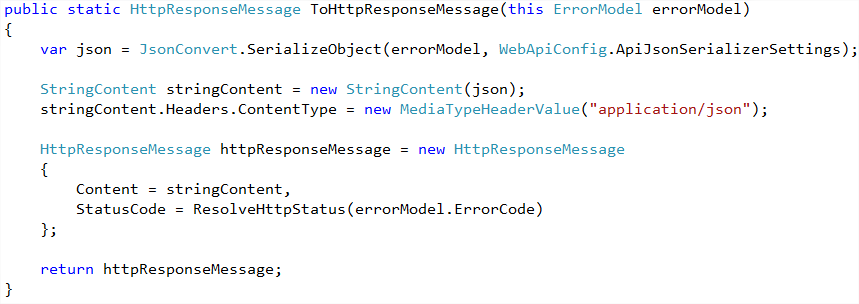 public static HttpResponseMessage ToHttpResponseMessage(this ErrorModel errorModel)
{
    var json = JsonConvert.SerializeObject(errorModel, WebApiConfig.ApiJsonSerializerSettings);

    StringContent stringContent = new StringContent(json);
    stringContent.Headers.ContentType = new MediaTypeHeaderValue("application/json");

    HttpResponseMessage httpResponseMessage = new HttpResponseMessage
    {
        Content = stringContent,
        StatusCode = ResolveHttpStatus(errorModel.ErrorCode)
    };

    return httpResponseMessage;
}